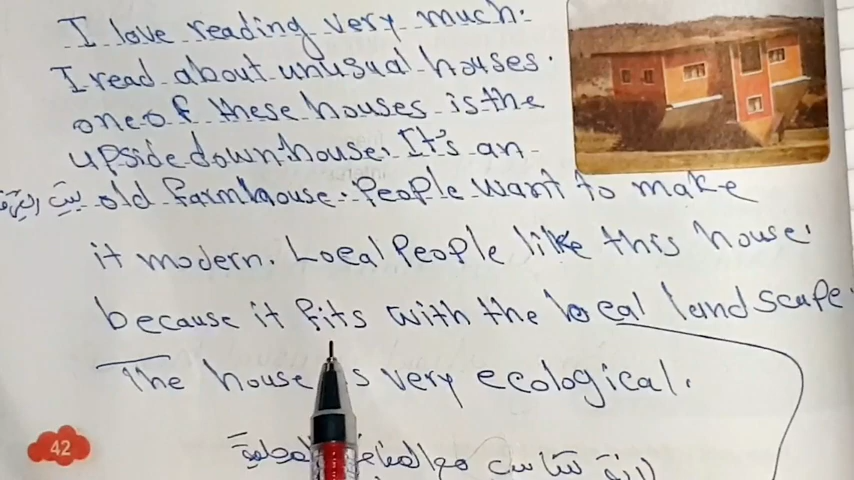 I love reading very much.
I read about unusual houses.
one of these houses is the
upside down house. It's an
old farmhouse. People want to make
it modern. Local People like this house.
because it fits with the local landscape.
The house is very ecological.
42